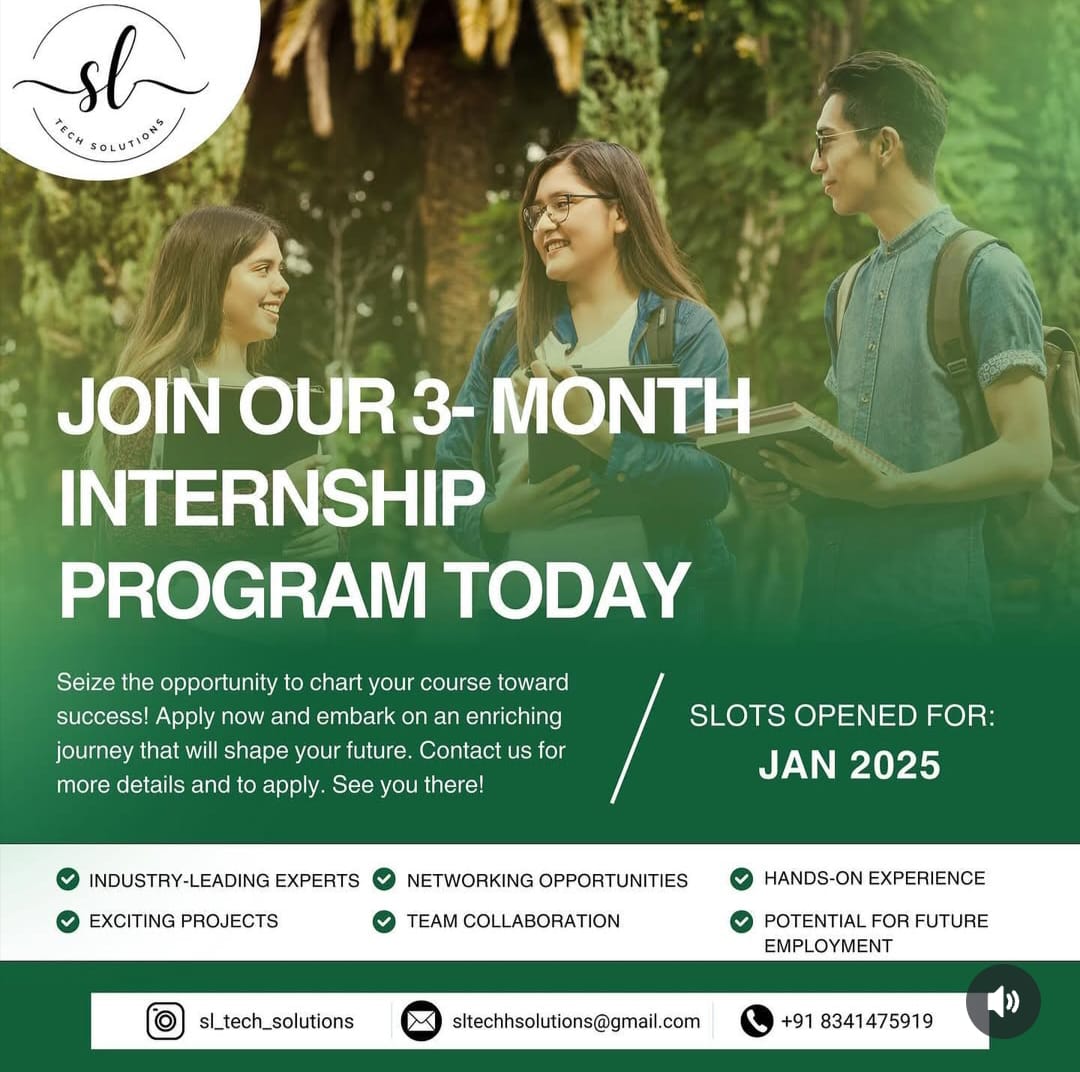 sl
TECH SOLUTIONS
JOIN OUR 3- MONTH
INTERNSHIP
PROGRAM TODAY
Seize the opportunity to chart your course toward
success! Apply now and embark on an enriching
journey that will shape your future. Contact us for
more details and to apply. See you there!
SLOTS OPENED FOR:
JAN 2025
INDUSTRY-LEADING EXPERTS
NETWORKING OPPORTUNITIES
HANDS-ON EXPERIENCE
EXCITING PROJECTS
TEAM COLLABORATION
POTENTIAL FOR FUTURE
EMPLOYMENT
sl_tech_solutions
sltechhsolutions@gmail.com
+91 8341475919